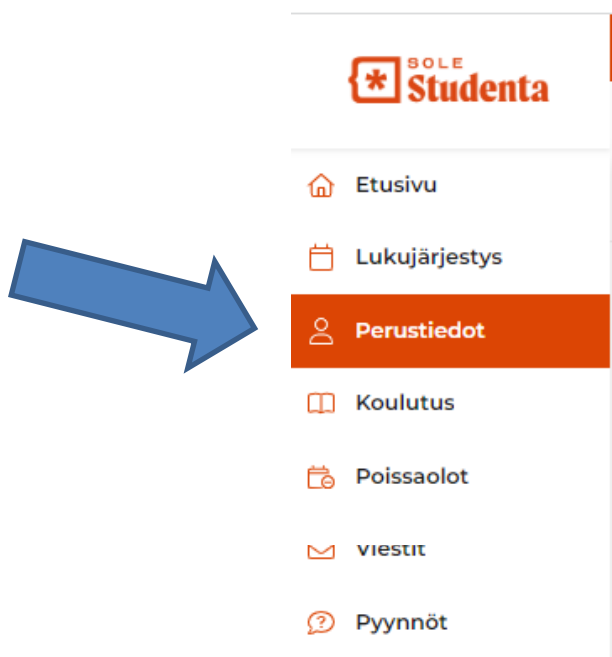 SOLE
Studenta
Etusivu
Lukujärjestys
Perustiedot
Koulutus
Poissaolot
Viestit
Pyynnöt